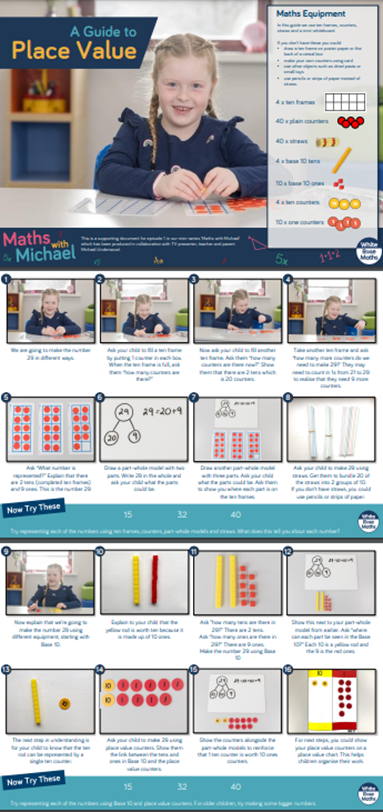 A Guide to
Place Value
Maths Equipment
In this guide we use ten frames, counters,
straws and a mini whiteboard.
If you don't have these you could:
• draw a ten frame on poster paper or the
back of a cereal box
• make your own counters using card
• use other objects such as dried pasta or
small toys
• use pencils or strips of paper instead of
straws.
4 x ten frames
40 x plain counters
40 x straws
4 x base 10 tens
10 x base 10 ones
4 x ten counters
10 x one counters
Maths with
& Michael
This is a supporting document for episode 1 in our mini-series 'Maths with Michael'
which has been produced in collaboration with TV presenter, teacher and parent
Michael Underwood.
White
Rose
Maths
1
We are going to make the number
29 in different ways.
2
Ask your child to fill a ten frame
by putting 1 counter in each box.
When the ten frame is full, ask
them "how many counters are
there?"
3
Now ask your child to fill another
ten frame. Ask them "how many
counters are there now?" Show
them that there are 2 tens which
is 20 counters.
4
Take another ten frame and ask
"how many more counters do we
need to make 29?" They may
need to count in 1s from 21 to 29
to realise that they need 9 more
counters.
5
Ask "What number is
represented?" Explain that there
are 2 tens (completed ten frames)
and 9 ones. This is the number 29.
6
29
20
9
29=20+9
Draw a part-whole model with two
parts. Write 29 in the whole and
ask your child what the parts
could be.
7
Draw another part-whole model
with three parts. Ask your child
what the parts could be. Ask them
to show you where each part is on
the ten frames.
8
Ask your child to make 29 using
straws. Get them to bundle 20 of
the straws into 2 groups of 10.
If you don't have straws, you could
use pencils or strips of paper.
Now Try These
15 32 40
Try representing each of the numbers using ten frames, counters, part-whole models and straws. What does this tell you about each number?
White
Rose
Maths
9
Now explain that we're going to
make the number 29 using
different equipment, starting with
Base 10.
10
Explain to your child that the
yellow rod is worth ten because it
is made up of 10 ones.
11
Ask "how many tens are there in
29?" There are 2 tens.
Ask "how many ones are there in
29?" There are 9 ones.
Make the number 29 using Base
10.
12
Show this next to your part-whole
model from earlier. Ask "where
can each part be seen in the Base
10?" Each 10 is a yellow rod and
the 9 is the red ones.
13
The next step in understanding is
for your child to know that the ten
rod can be represented by a
single ten counter.
14
Ask your child to make 29 using
place value counters. Show them
the link between the tens and
ones in Base 10 and the place
value counters.
15
Show the counters alongside the
part-whole models to reinforce
that 1 ten counter is worth 10 ones
counters.
16
For next steps, you could show
your place value counters on a
place value chart. This helps
children organise their work.
Now Try These
15 32 40
Try representing each of the numbers using Base 10 and place value counters. For older children, try making some bigger numbers.
White
Rose
Maths